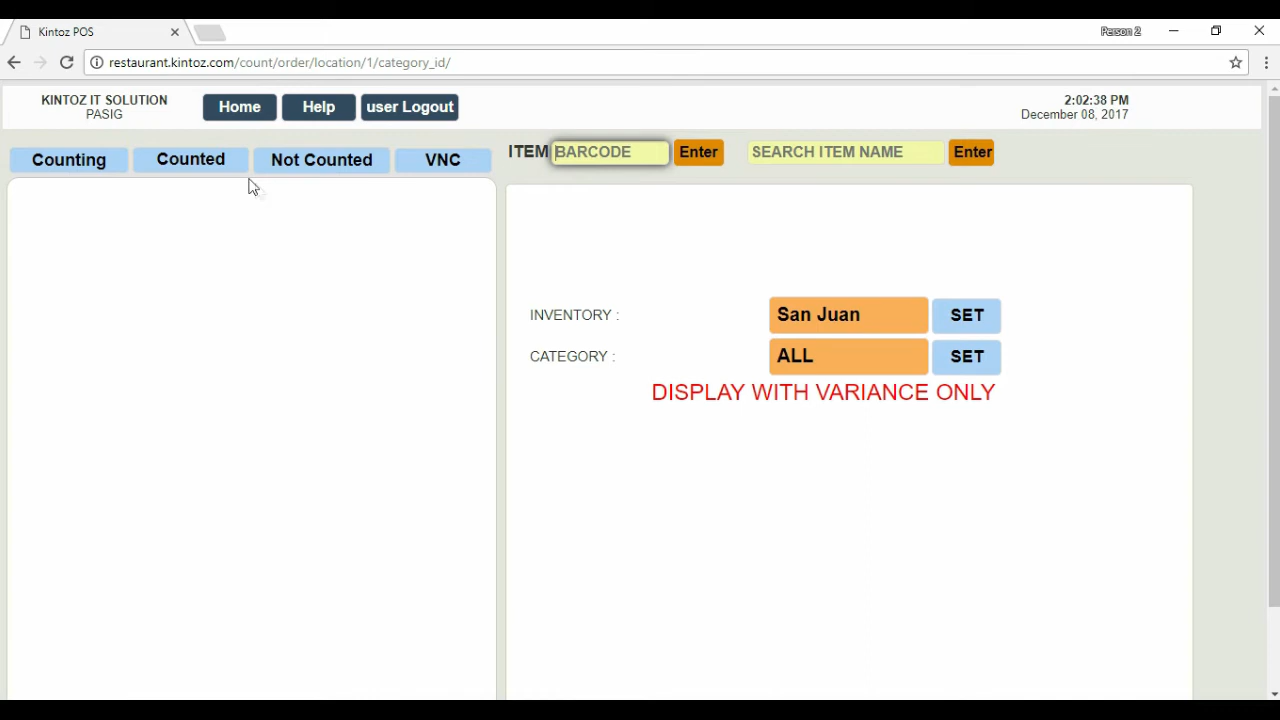 Kintoz POS
Person 2
restaurant.kintoz.com/count/order/location/1/category_id/
KINTOZ IT SOLUTION
PASIG
Home
Help
user Logout
2:02:38 PM
December 08, 2017
Counting
Counted
Not Counted
VNC
ITEM
BARCODE
Enter
SEARCH ITEM NAME
Enter
INVENTORY :
San Juan
SET
CATEGORY :
ALL
SET
DISPLAY WITH VARIANCE ONLY